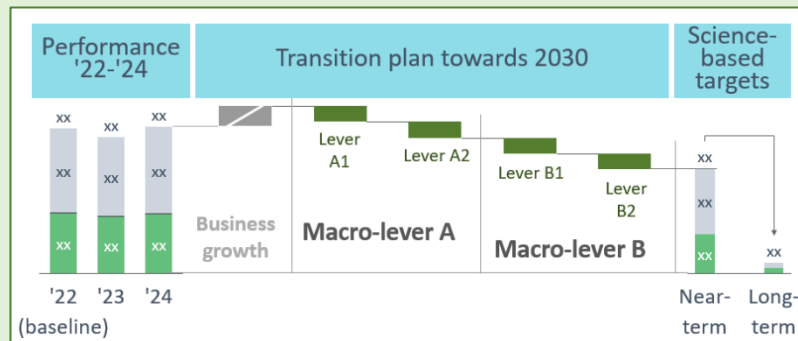 Performance
'22-'24
Transition plan towards 2030
Science-
based
targets
xx
xx
xx
xx
xx
xx
xx
xx
xx
Business
growth
Lever
A1
Lever A2
Macro-lever A
Lever B1
Lever
B2
Macro-lever B
xx
xx
xx
xx
'22
'23
'24
(baseline)
Near-
term
Long-
term